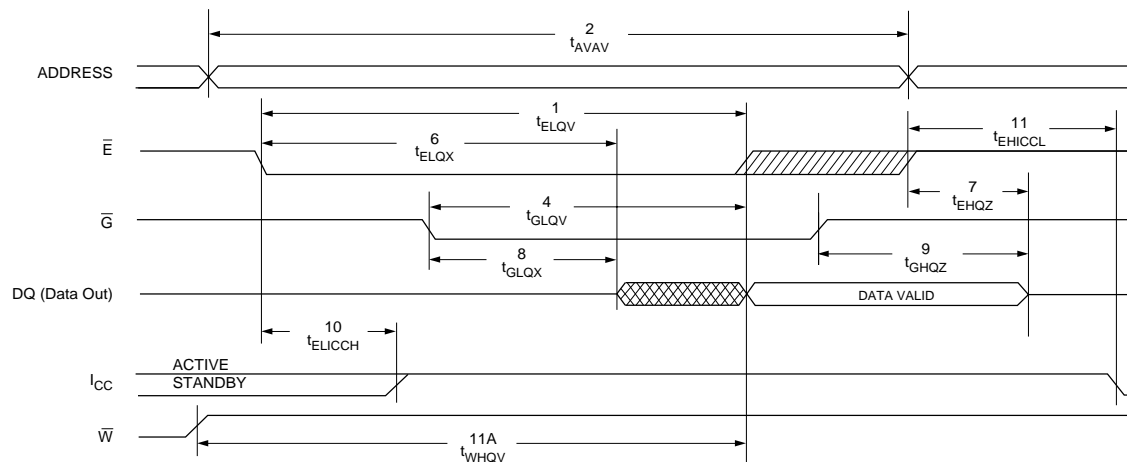 2
tAVAV
ADDRESS
1
tELQV
11
tEHICCL
6
tELQX
E̅
7
tEHQZ
4
tGLQV
G̅
9
tGHQZ
8
tGLQX
DQ (Data Out)
DATA VALID
10
tELICCH
ACTIVE
ICC
STANDBY
W̅
11A
tWHQV